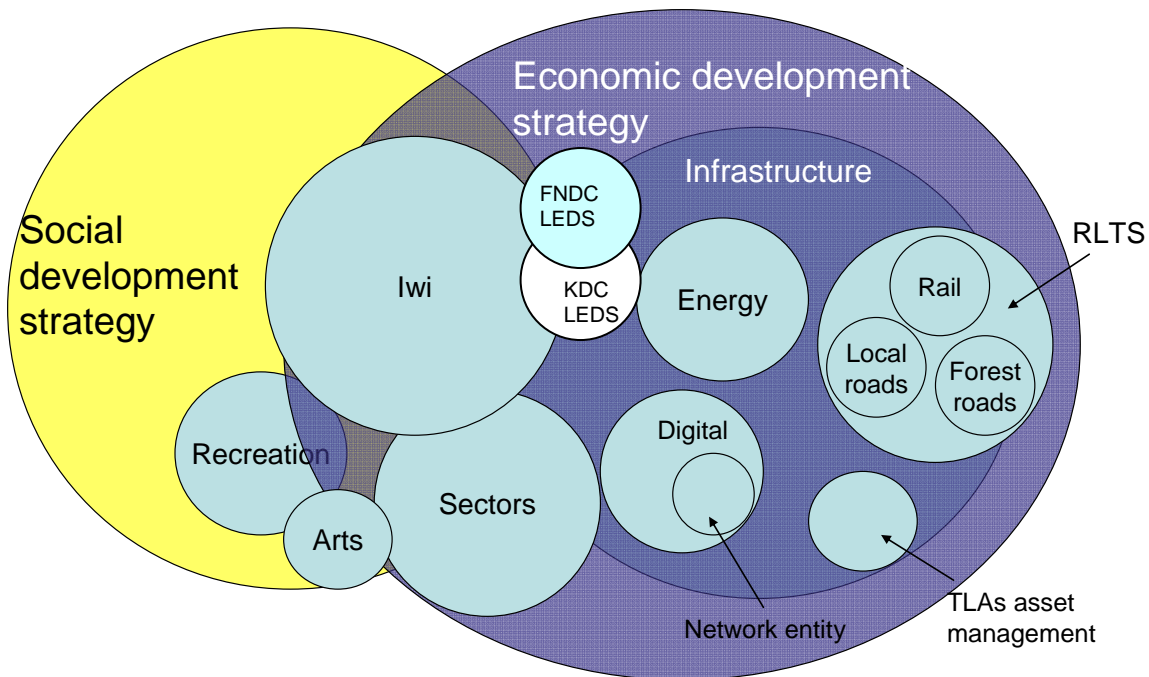 Economic development
strategy
Infrastructure
FNDC
LEDS
Social
development
strategy
Iwi
KDC
LEDS
Energy
RLTS
Rail
Local
roads
Forest
roads
Recreation
Digital
Sectors
Arts
Network entity
TLAs asset
management